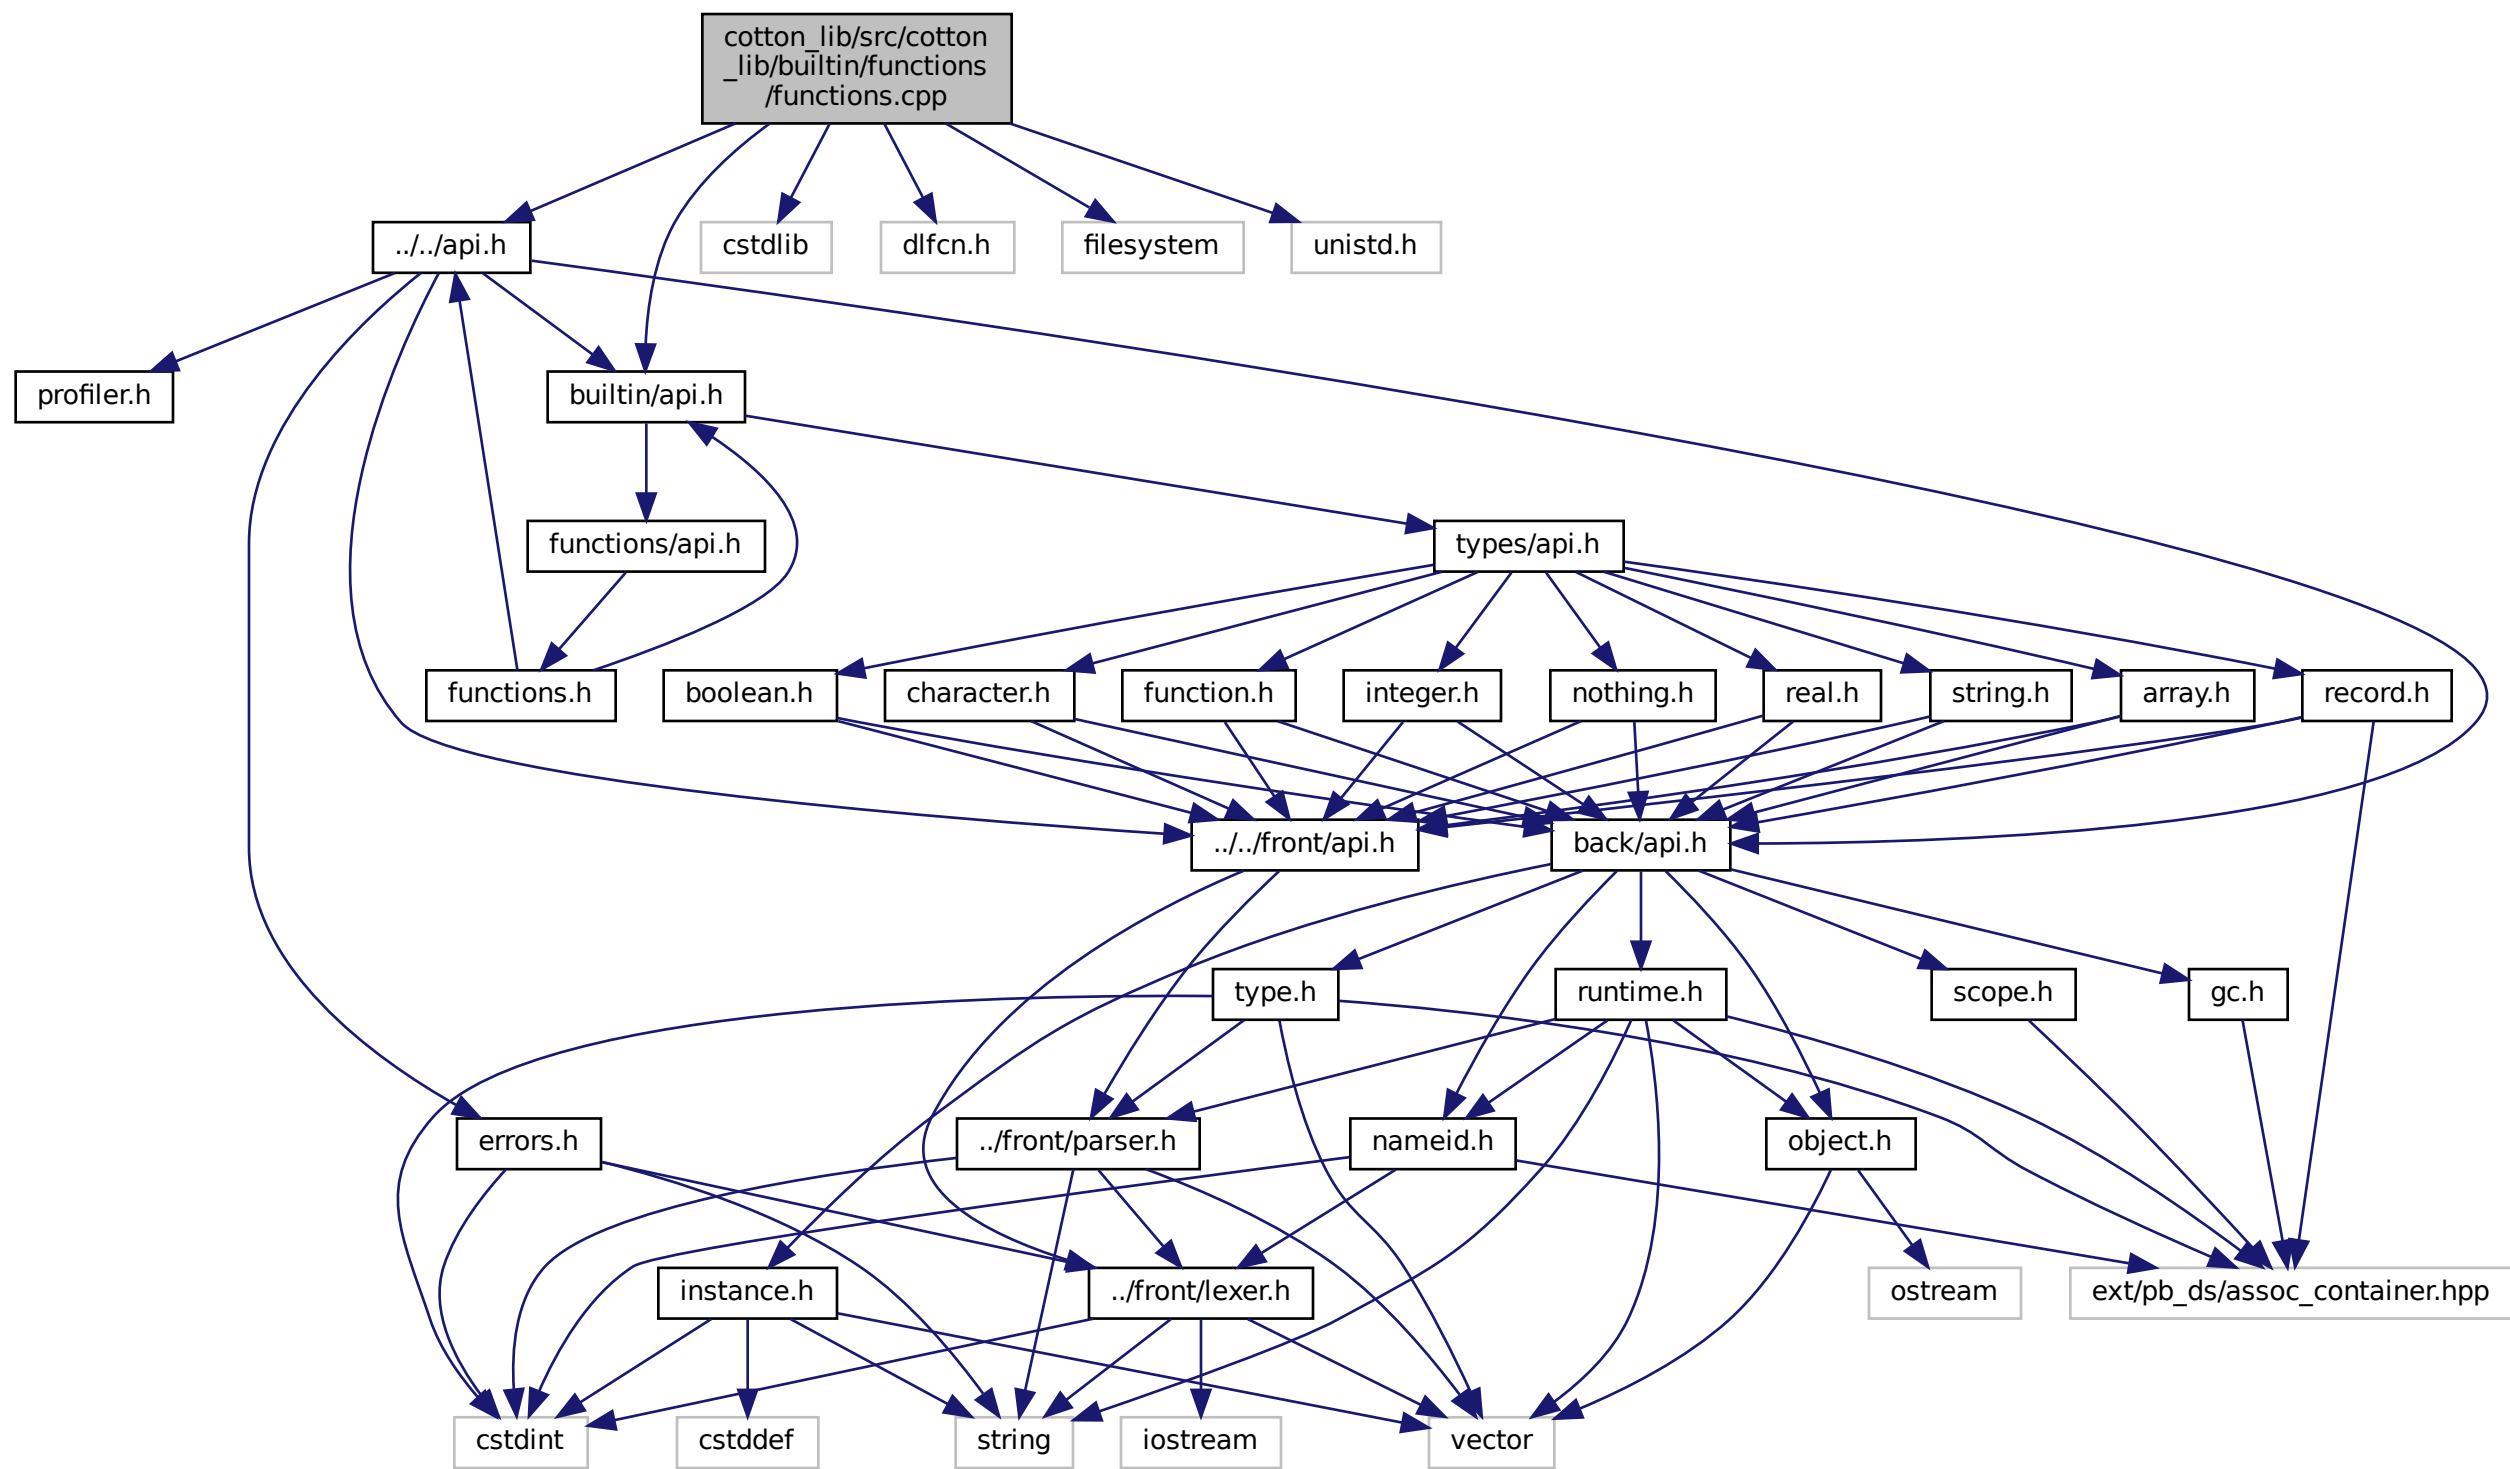 cotton_lib/src/cotton
_lib/builtin/functions
/functions.cpp
../../api.h
cstdlib
dlfcn.h
filesystem
unistd.h
profiler.h
builtin/api.h
functions/api.h
types/api.h
functions.h
boolean.h
character.h
function.h
integer.h
nothing.h
real.h
string.h
array.h
record.h
../../front/api.h
back/api.h
type.h
runtime.h
scope.h
gc.h
errors.h
../front/parser.h
nameid.h
object.h
instance.h
../front/lexer.h
ostream
ext/pb_ds/assoc_container.hpp
cstdint
cstddef
string
iostream
vector